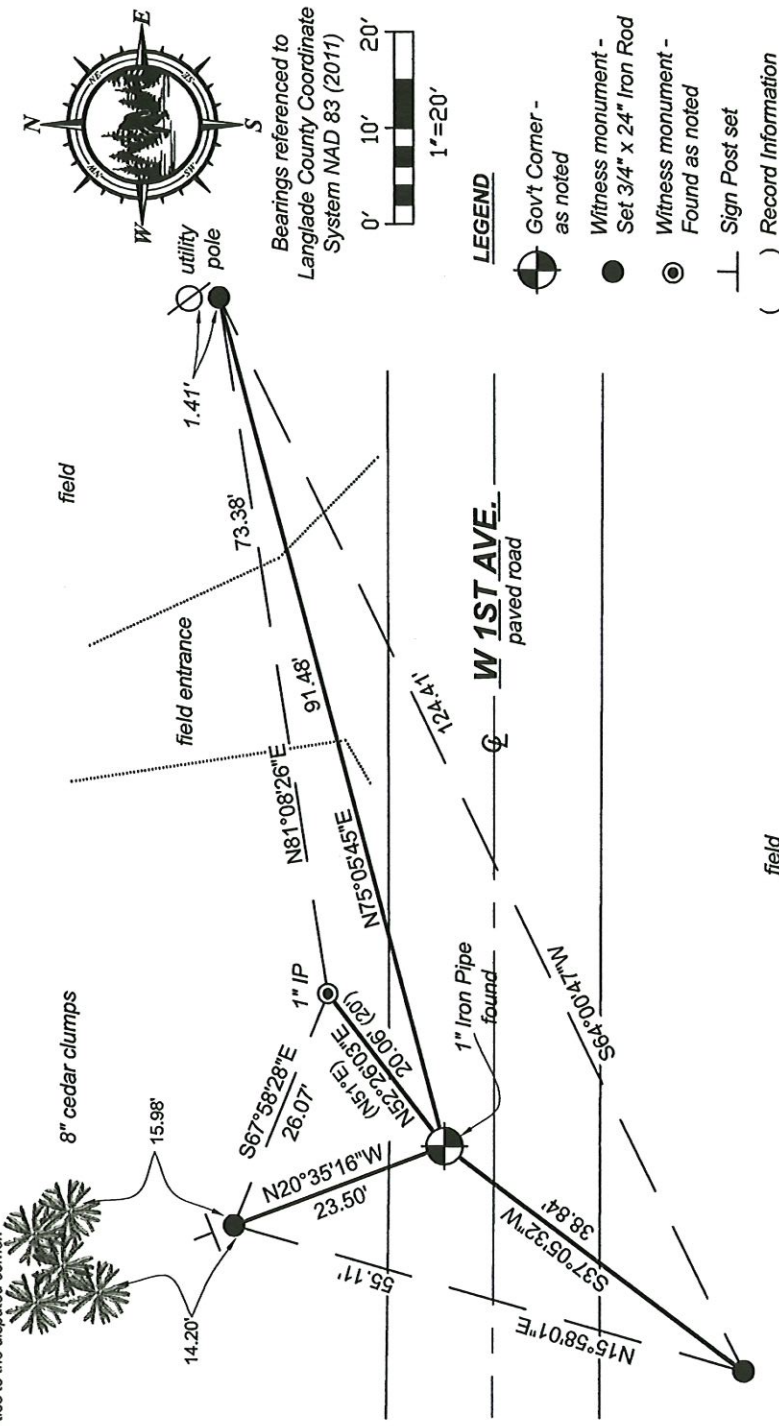 ties to the disputed corner.
8" cedar clumps
15.98'
14.20'
field
field entrance
1.41'
utility
pole
N
NE
E
SE
S
SW
W
NW
Bearings referenced to
Langlade County Coordinate
System NAD 83 (2011)
0' 10' 20'
1"=20'
LEGEND
Gov't Corner -
as noted
Witness monument -
Set 3/4" x 24" Iron Rod
Witness monument -
Found as noted
Sign Post set
( ) Record Information
S67°58'28"E
26.07'
1" IP
N81°08'26"E
73.38'
N20°35'16"W
23.50'
N52°26'03"E
(N51°E)
20.06' (20')
N75°05'45"E
91.48'
1" Iron Pipe
found
55.11'
N15°58'01"E
S37°05'32"W
38.84'
S64°00'47"W
124.41'
W 1ST AVE.
paved road
field